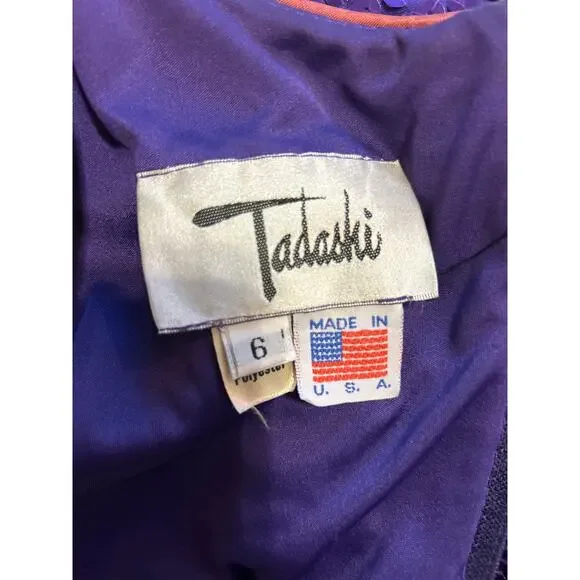 Tadashi
6
Polyester
MADE IN
U. S. A.